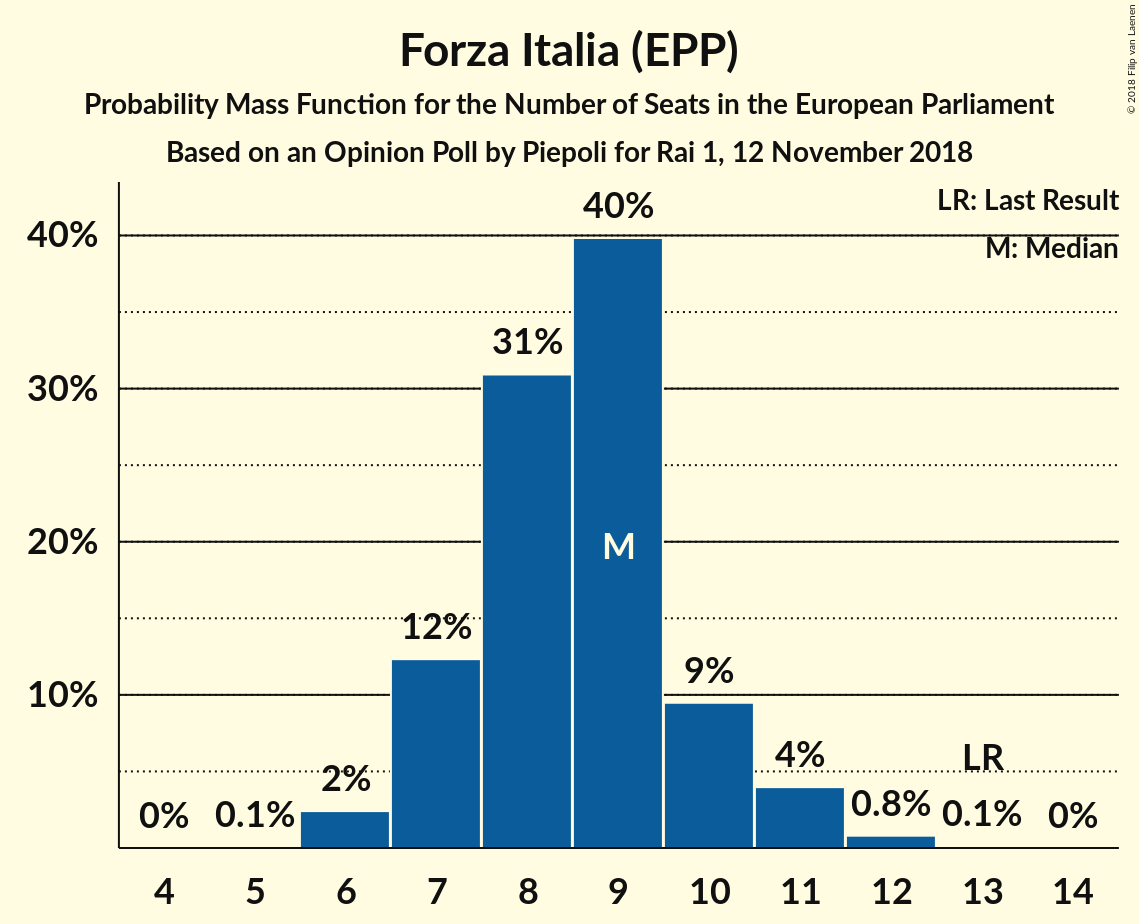 Forza Italia (EPP)
Probability Mass Function for the Number of Seats in the European Parliament
Based on an Opinion Poll by Piepoli for Rai 1, 12 November 2018
© 2018 Filip van Laenen
LR: Last Result
M: Median
40%
30%
20%
10%
0%
0.1%
2%
12%
31%
40%
M
9%
4%
0.8%
LR
0.1%
0%
4 5 6 7 8 9 10 11 12 13 14